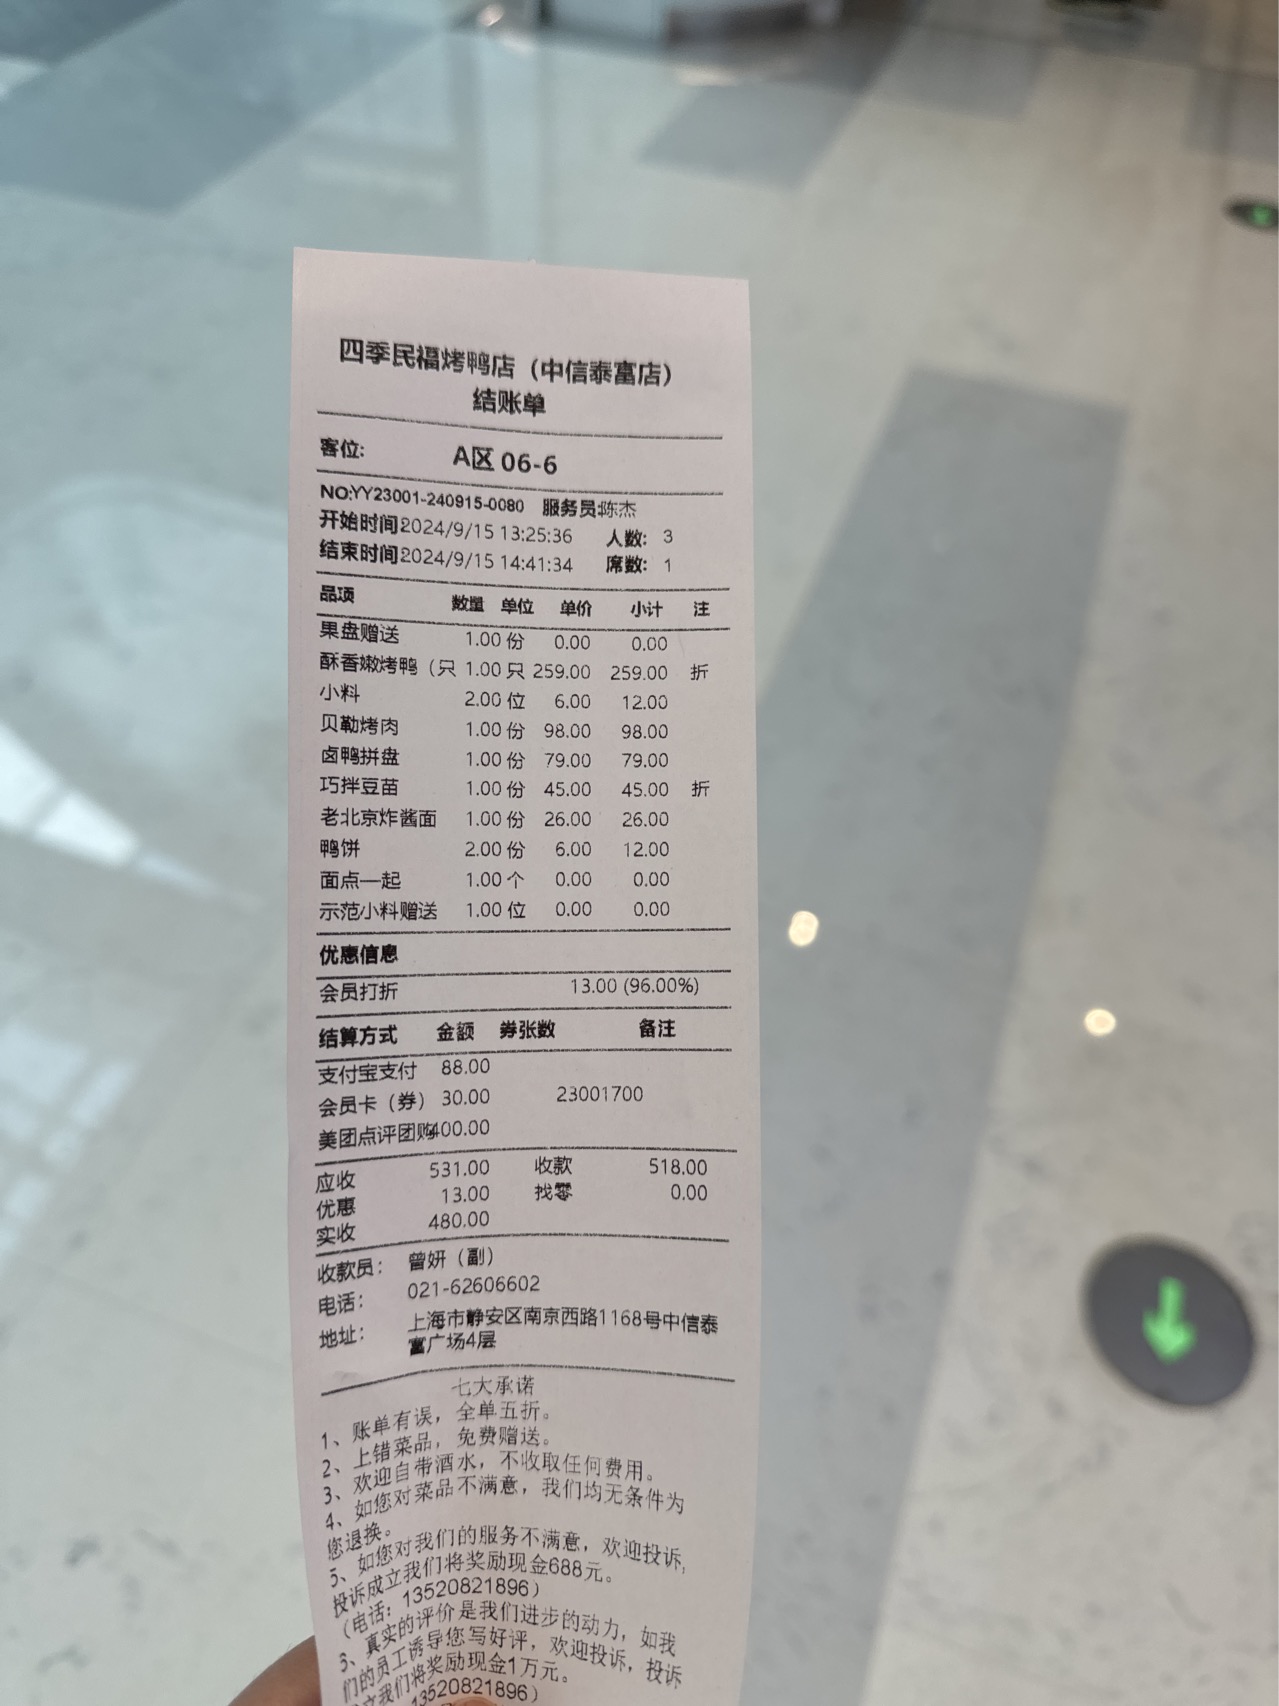 四季民福烤鸭店（中信泰富店）
结账单
客位: A区 06-6
NO:YY23001-240915-0080 服务员:陈杰
开始时间:2024/9/15 13:25:36 人数: 3
结束时间:2024/9/15 14:41:34 席数: 1
品项 数量 单位 单价 小计 注
果盘赠送 1.00 份 0.00 0.00
酥香嫩烤鸭（只 1.00 只 259.00 259.00 折
小料 2.00 位 6.00 12.00
贝勒烤肉 1.00 份 98.00 98.00
卤鸭拼盘 1.00 份 79.00 79.00
巧拌豆苗 1.00 份 45.00 45.00 折
老北京炸酱面 1.00 份 26.00 26.00
鸭饼 2.00 份 6.00 12.00
面点一起 1.00 个 0.00 0.00
示范小料赠送 1.00 位 0.00 0.00
优惠信息
会员打折 13.00 (96.00%)
结算方式 金额 券张数 备注
支付宝支付 88.00
会员卡（券） 30.00 23001700
美团点评团购400.00
应收 531.00 收款 518.00
优惠 13.00 找零 0.00
实收 480.00
收款员: 曾妍（副）
电话: 021-62606602
地址: 上海市静安区南京西路1168号中信泰
富广场4层
七大承诺
1、账单有误，全单五折。
2、上错菜品，免费赠送。
3、欢迎自带酒水，不收取任何费用。
4、如您对菜品不满意，我们均无条件为
您退换。
5、如您对我们的服务不满意，欢迎投诉,
投诉成立我们将奖励现金688元。
（电话：13520821896）
、真实的评价是我们进步的动力，如我
们的员工诱导您写好评，欢迎投诉，投诉
立我们将奖励现金1万元。
13520821896）